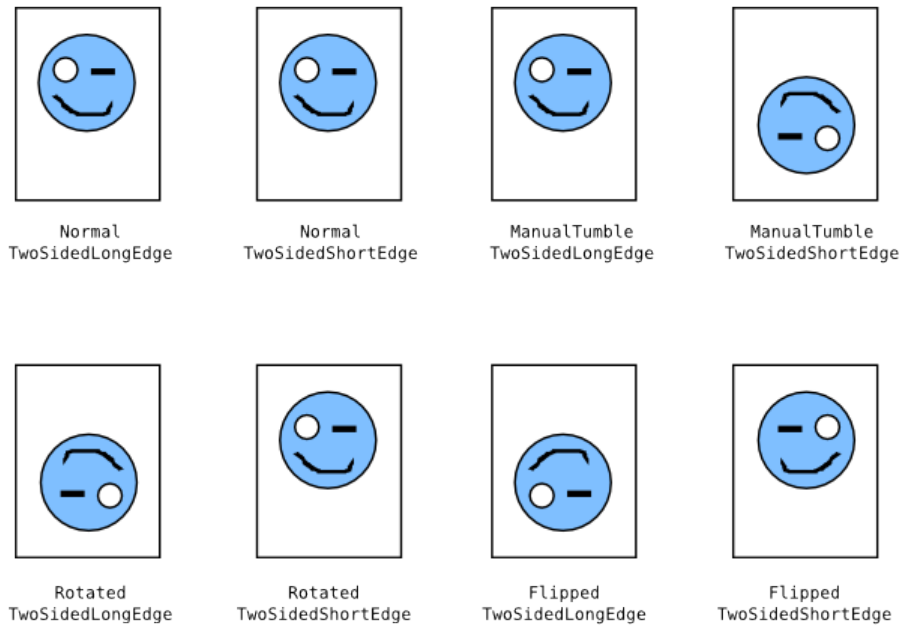 Normal
TwoSidedLongEdge
Normal
TwoSidedShortEdge
ManualTumble
TwoSidedLongEdge
ManualTumble
TwoSidedShortEdge
Rotated
TwoSidedLongEdge
Rotated
TwoSidedShortEdge
Flipped
TwoSidedLongEdge
Flipped
TwoSidedShortEdge